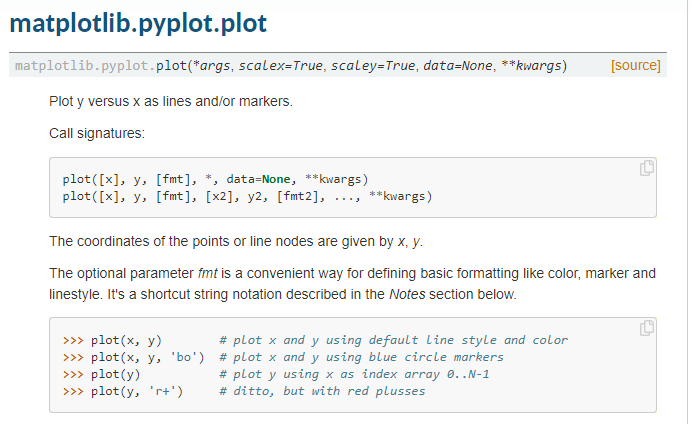 matplotlib.pyplot.plot
matplotlib.pyplot.plot(*args, scalex=True, scaley=True, data=None, **kwargs) [source]
Plot y versus x as lines and/or markers.
Call signatures:
plot([x], y, [fmt], *, data=None, **kwargs)
plot([x], y, [fmt], [x2], y2, [fmt2], ..., **kwargs)
The coordinates of the points or line nodes are given by x, y.
The optional parameter fmt is a convenient way for defining basic formatting like color, marker and
linestyle. It's a shortcut string notation described in the Notes section below.
>>> plot(x, y)        # plot x and y using default line style and color
>>> plot(x, y, 'bo')  # plot x and y using blue circle markers
>>> plot(y)           # plot y using x as index array 0..N-1
>>> plot(y, 'r+')     # ditto, but with red plusses